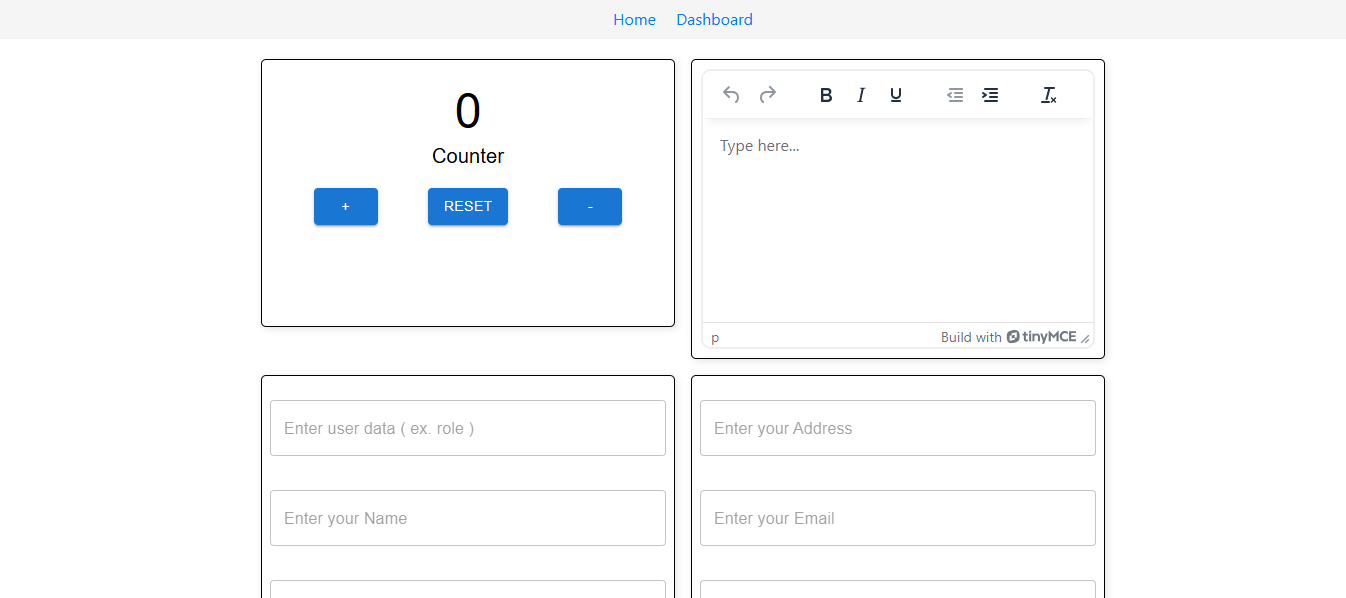 Home Dashboard
0
Counter
+ RESET -
B I U
Type here...
p Build with tinyMCE
Enter user data ( ex. role )
Enter your Address
Enter your Name
Enter your Email